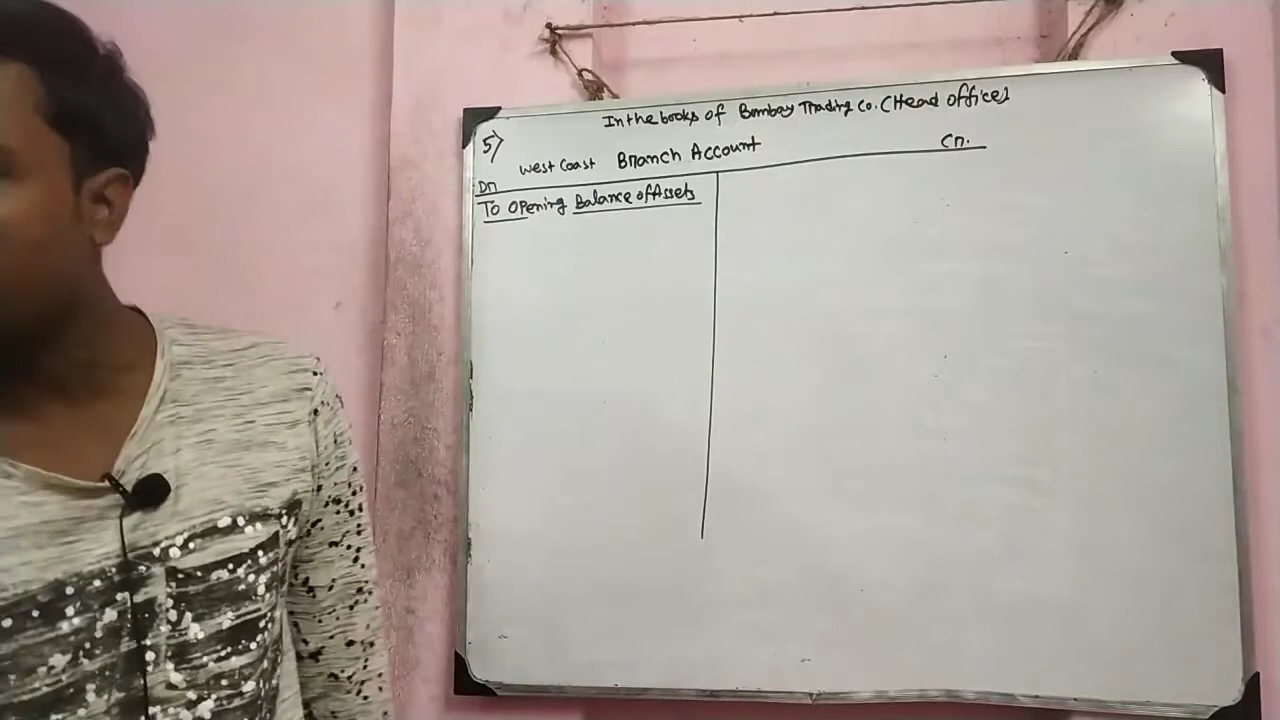 In the books of Bombay Trading Co. (Head Office)
5)
West Coast Branch Account
Dr Cr.
To Opening Balance of Assets